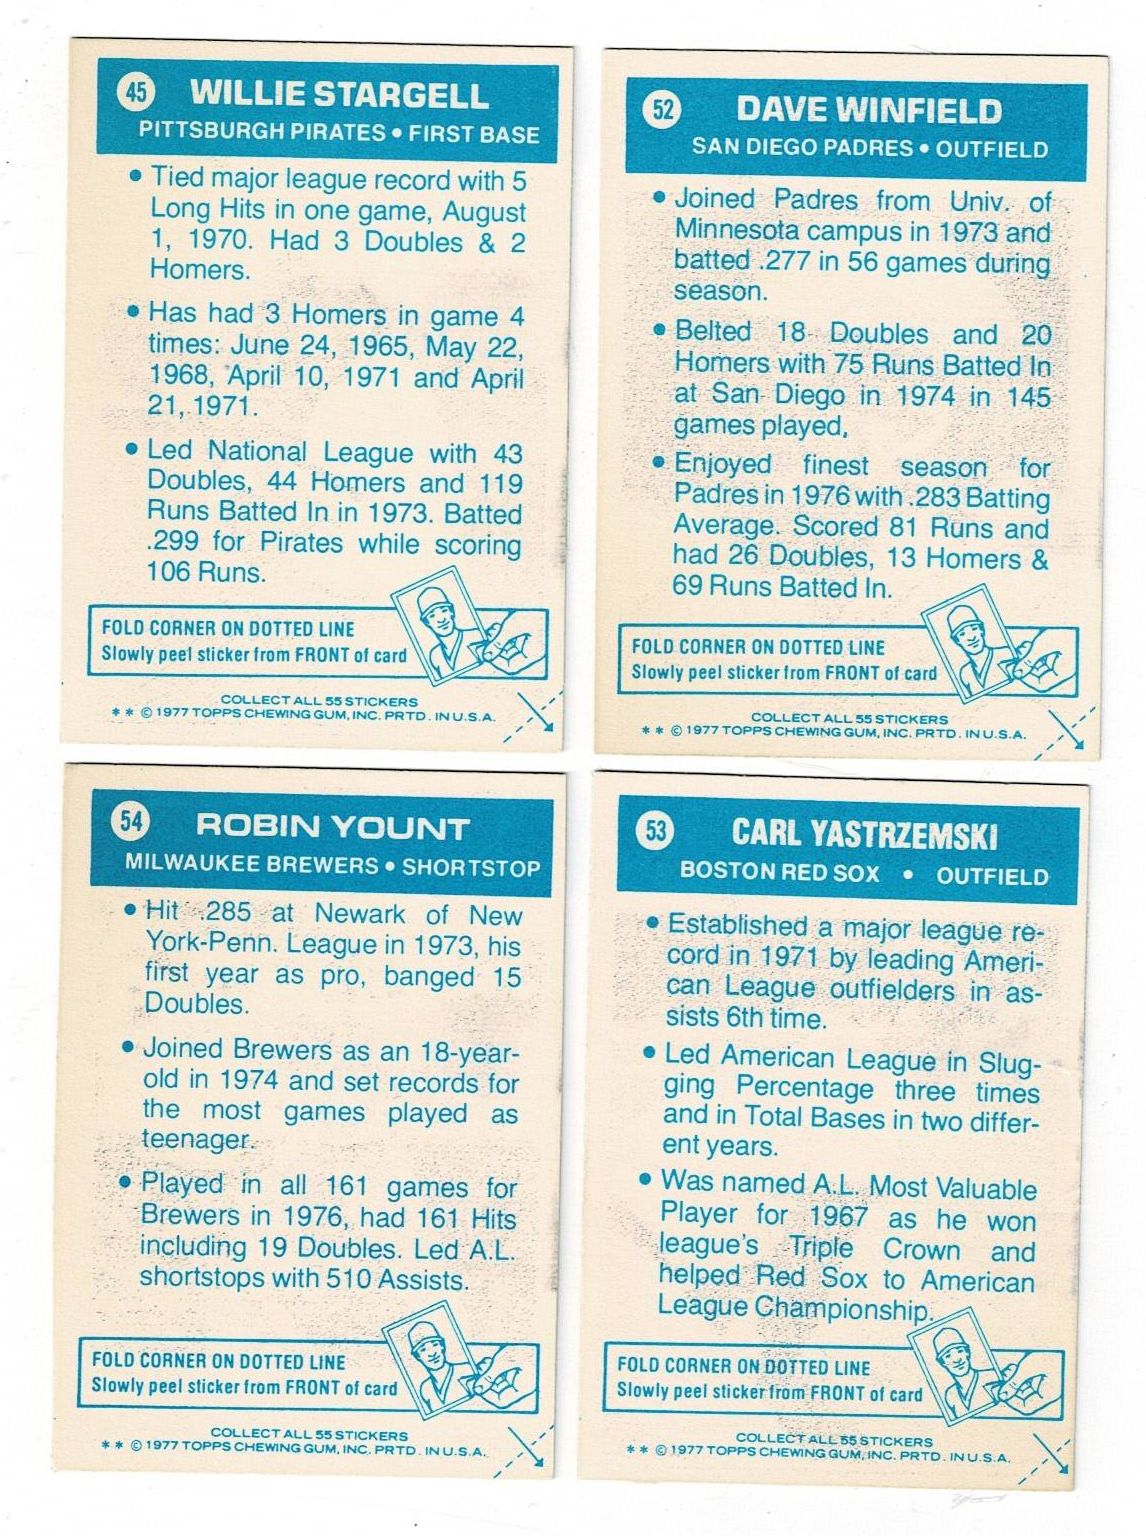 45
WILLIE STARGELL
PITTSBURGH PIRATES • FIRST BASE
• Tied major league record with 5
Long Hits in one game, August
1, 1970. Had 3 Doubles & 2
Homers.
• Has had 3 Homers in game 4
times: June 24, 1965, May 22,
1968, April 10, 1971 and April
21, 1971.
• Led National League with 43
Doubles, 44 Homers and 119
Runs Batted In in 1973. Batted
.299 for Pirates while scoring
106 Runs.
FOLD CORNER ON DOTTED LINE
Slowly peel sticker from FRONT of card
COLLECT ALL 55 STICKERS
* * © 1977 TOPPS CHEWING GUM, INC. PRTD. IN U.S.A.
52
DAVE WINFIELD
SAN DIEGO PADRES • OUTFIELD
• Joined Padres from Univ. of
Minnesota campus in 1973 and
batted .277 in 56 games during
season.
• Belted 18 Doubles and 20
Homers with 75 Runs Batted In
at San Diego in 1974 in 145
games played,
• Enjoyed finest season for
Padres in 1976 with .283 Batting
Average. Scored 81 Runs and
had 26 Doubles, 13 Homers &
69 Runs Batted In.
FOLD CORNER ON DOTTED LINE
Slowly peel sticker from FRONT of card
COLLECT ALL 55 STICKERS
* * © 1977 TOPPS CHEWING GUM, INC. PRTD. IN U.S.A.
54
ROBIN YOUNT
MILWAUKEE BREWERS • SHORTSTOP
• Hit .285 at Newark of New
York-Penn. League in 1973, his
first year as pro, banged 15
Doubles.
• Joined Brewers as an 18-year-
old in 1974 and set records for
the most games played as
teenager.
• Played in all 161 games for
Brewers in 1976, had 161 Hits
including 19 Doubles. Led A.L.
shortstops with 510 Assists.
FOLD CORNER ON DOTTED LINE
Slowly peel sticker from FRONT of card
COLLECT ALL 55 STICKERS
* * © 1977 TOPPS CHEWING GUM, INC. PRTD. IN U.S.A.
53
CARL YASTRZEMSKI
BOSTON RED SOX • OUTFIELD
• Established a major league re-
cord in 1971 by leading Ameri-
can League outfielders in as-
sists 6th time.
• Led American League in Slug-
ging Percentage three times
and in Total Bases in two differ-
ent years.
• Was named A.L. Most Valuable
Player for 1967 as he won
league's Triple Crown and
helped Red Sox to American
League Championship.
FOLD CORNER ON DOTTED LINE
Slowly peel sticker from FRONT of card
COLLECT ALL 55 STICKERS
* * © 1977 TOPPS CHEWING GUM, INC. PRTD. IN U.S.A.